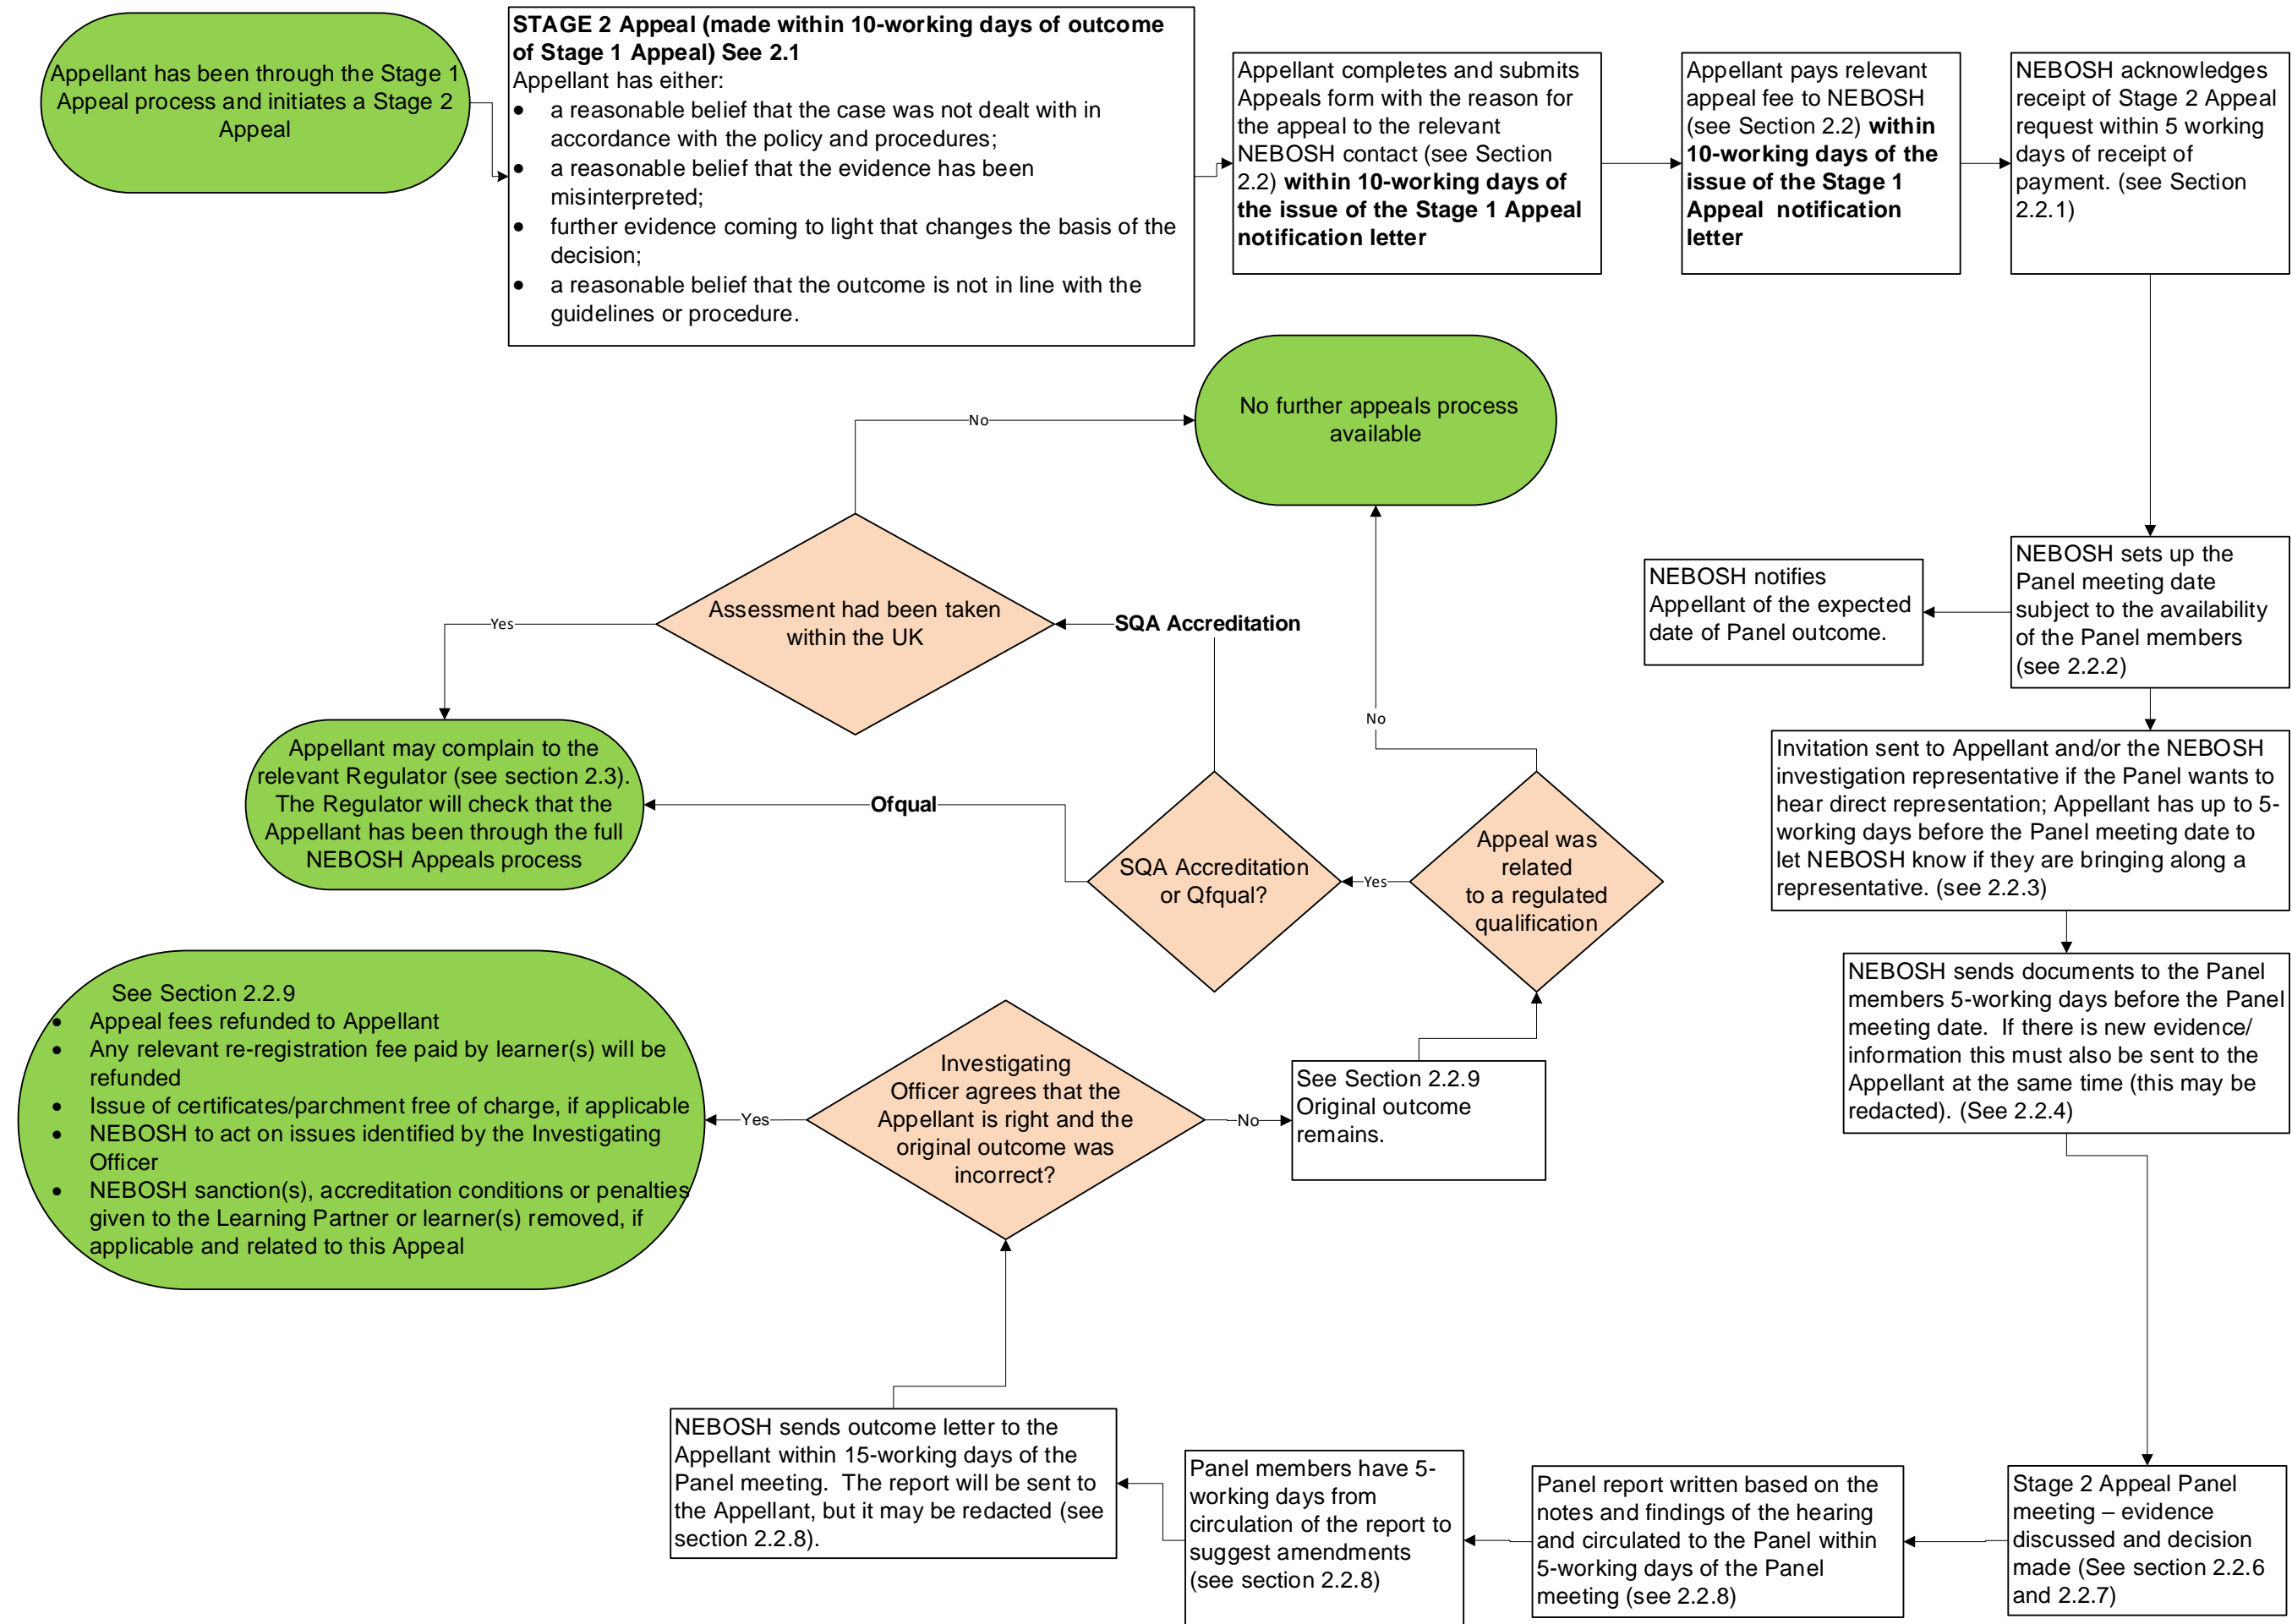 Appellant has been through the Stage 1
Appeal process and initiates a Stage 2
Appeal
STAGE 2 Appeal (made within 10-working days of outcome
of Stage 1 Appeal) See 2.1
Appellant has either:
• a reasonable belief that the case was not dealt with in
accordance with the policy and procedures;
• a reasonable belief that the evidence has been
misinterpreted;
• further evidence coming to light that changes the basis of the
decision;
• a reasonable belief that the outcome is not in line with the
guidelines or procedure.
Appellant completes and submits
Appeals form with the reason for
the appeal to the relevant
NEBOSH contact (see Section
2.2) within 10-working days of
the issue of the Stage 1 Appeal
notification letter
Appellant pays relevant
appeal fee to NEBOSH
(see Section 2.2) within
10-working days of the
issue of the Stage 1
Appeal notification
letter
NEBOSH acknowledges
receipt of Stage 2 Appeal
request within 5 working
days of receipt of
payment. (see Section
2.2.1)
NEBOSH sets up the
Panel meeting date
subject to the availability
of the Panel members
(see 2.2.2)
NEBOSH notifies
Appellant of the expected
date of Panel outcome.
Invitation sent to Appellant and/or the NEBOSH
investigation representative if the Panel wants to
hear direct representation; Appellant has up to 5-
working days before the Panel meeting date to
let NEBOSH know if they are bringing along a
representative. (see 2.2.3)
NEBOSH sends documents to the Panel
members 5-working days before the Panel
meeting date. If there is new evidence/
information this must also be sent to the
Appellant at the same time (this may be
redacted). (See 2.2.4)
Stage 2 Appeal Panel
meeting – evidence
discussed and decision
made (See section 2.2.6
and 2.2.7)
Panel report written based on the
notes and findings of the hearing
and circulated to the Panel within
5-working days of the Panel
meeting (see 2.2.8)
Panel members have 5-
working days from
circulation of the report to
suggest amendments
(see section 2.2.8)
NEBOSH sends outcome letter to the
Appellant within 15-working days of the
Panel meeting. The report will be sent to
the Appellant, but it may be redacted (see
section 2.2.8).
Investigating
Officer agrees that the
Appellant is right and the
original outcome was
incorrect?
Yes
See Section 2.2.9
• Appeal fees refunded to Appellant
• Any relevant re-registration fee paid by learner(s) will be
refunded
• Issue of certificates/parchment free of charge, if applicable
• NEBOSH to act on issues identified by the Investigating
Officer
• NEBOSH sanction(s), accreditation conditions or penalties
given to the Learning Partner or learner(s) removed, if
applicable and related to this Appeal
No
See Section 2.2.9
Original outcome
remains.
Appeal was
related
to a regulated
qualification
No
Yes
SQA Accreditation
or Qfqual?
Ofqual
SQA Accreditation
Assessment had been taken
within the UK
No
No further appeals process
available
Yes
Appellant may complain to the
relevant Regulator (see section 2.3).
The Regulator will check that the
Appellant has been through the full
NEBOSH Appeals process